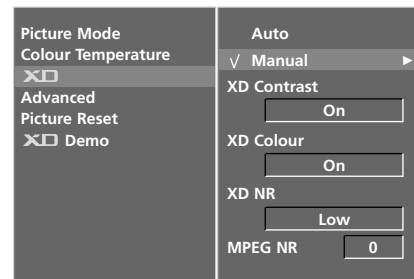 Picture Mode
Colour Temperature
XD
Advanced
Picture Reset
XD Demo
Auto
√ Manual ►
XD Contrast
On
XD Colour
On
XD NR
Low
MPEG NR 0